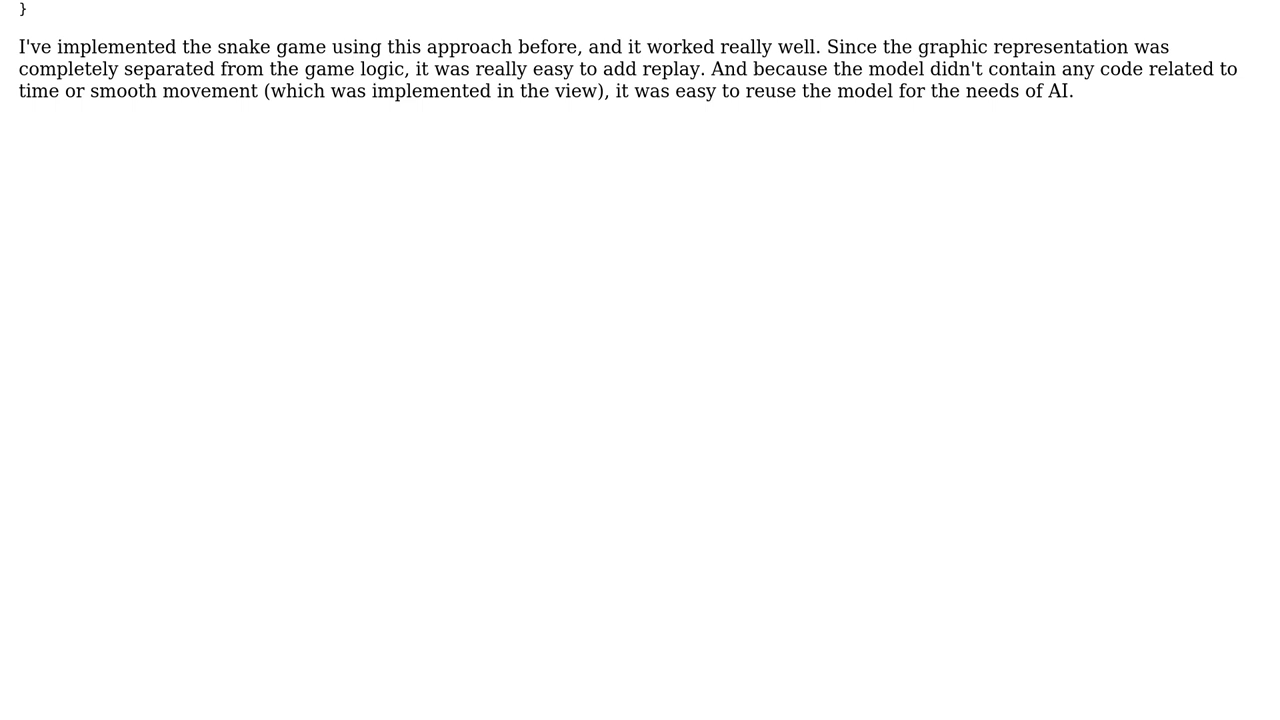 }
I've implemented the snake game using this approach before, and it worked really well. Since the graphic representation was
completely separated from the game logic, it was really easy to add replay. And because the model didn't contain any code related to
time or smooth movement (which was implemented in the view), it was easy to reuse the model for the needs of AI.